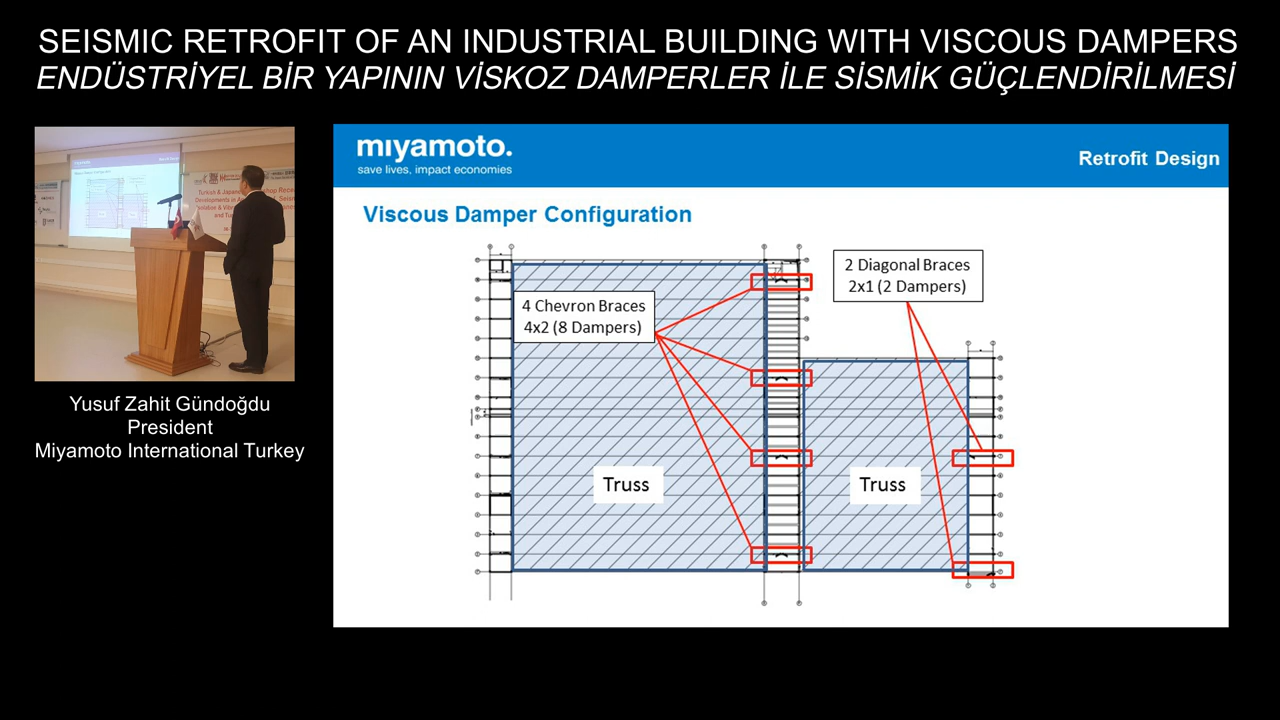 SEISMIC RETROFIT OF AN INDUSTRIAL BUILDING WITH VISCOUS DAMPERS
ENDÜSTRİYEL BİR YAPININ VİSKOZ DAMPERLER İLE SİSMİK GÜÇLENDİRİLMESİ
miyamoto.
save lives, impact economies
Retrofit Design
Viscous Damper Configuration
4 Chevron Braces
4x2 (8 Dampers)
2 Diagonal Braces
2x1 (2 Dampers)
Truss
Truss
Yusuf Zahit Gündoğdu
President
Miyamoto International Turkey